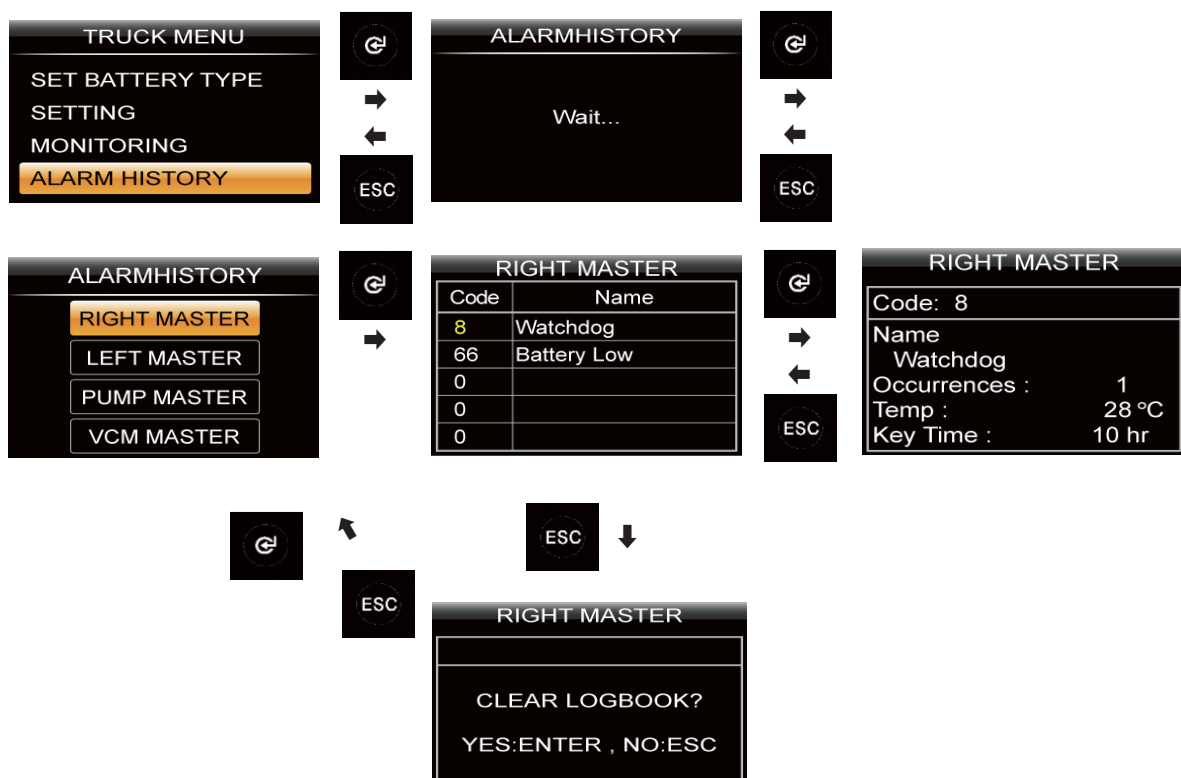 TRUCK MENU
SET BATTERY TYPE
SETTING
MONITORING
ALARM HISTORY
ESC
ALARMHISTORY
Wait...
ESC
ALARMHISTORY
RIGHT MASTER
LEFT MASTER
PUMP MASTER
VCM MASTER
RIGHT MASTER
Code Name
8 Watchdog
66 Battery Low
0
0
0
ESC
RIGHT MASTER
Code: 8
Name
Watchdog
Occurrences : 1
Temp : 28 °C
Key Time : 10 hr
ESC
ESC
RIGHT MASTER
CLEAR LOGBOOK?
YES:ENTER , NO:ESC